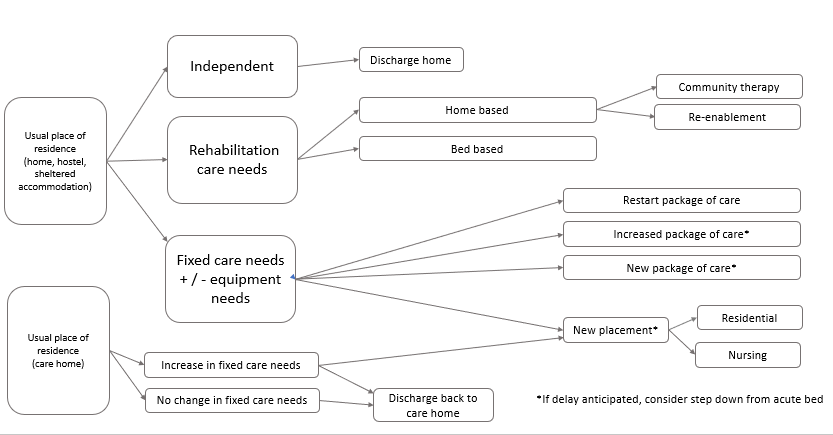 Independent
Discharge home
Community therapy
Home based
Re-enablement
Usual place of
residence
(home, hostel,
sheltered
accommodation)
Rehabilitation
care needs
Bed based
Restart package of care
Increased package of care*
New package of care*
Fixed care needs
+ / - equipment
needs
Usual place of
residence
(care home)
New placement*
Residential
Nursing
Increase in fixed care needs
No change in fixed care needs
Discharge back to
care home
*If delay anticipated, consider step down from acute bed